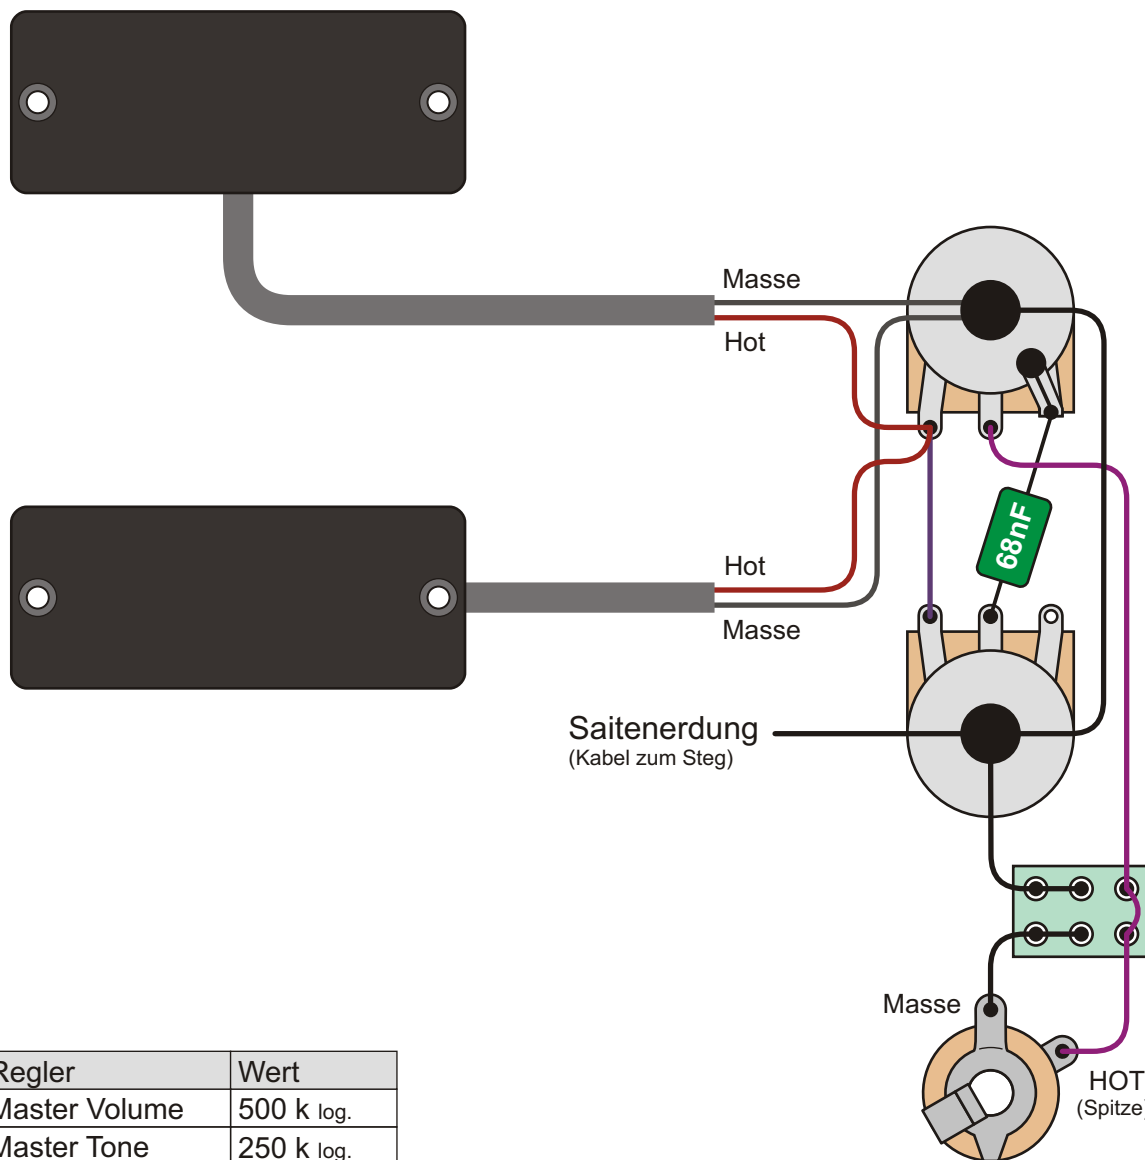 Masse
Hot
68nF
Hot
Masse
Saitenerdung
(Kabel zum Steg)
Masse
HOT
(Spitze)
Regler Wert
Master Volume 500 k log.
Master Tone 250 k log.